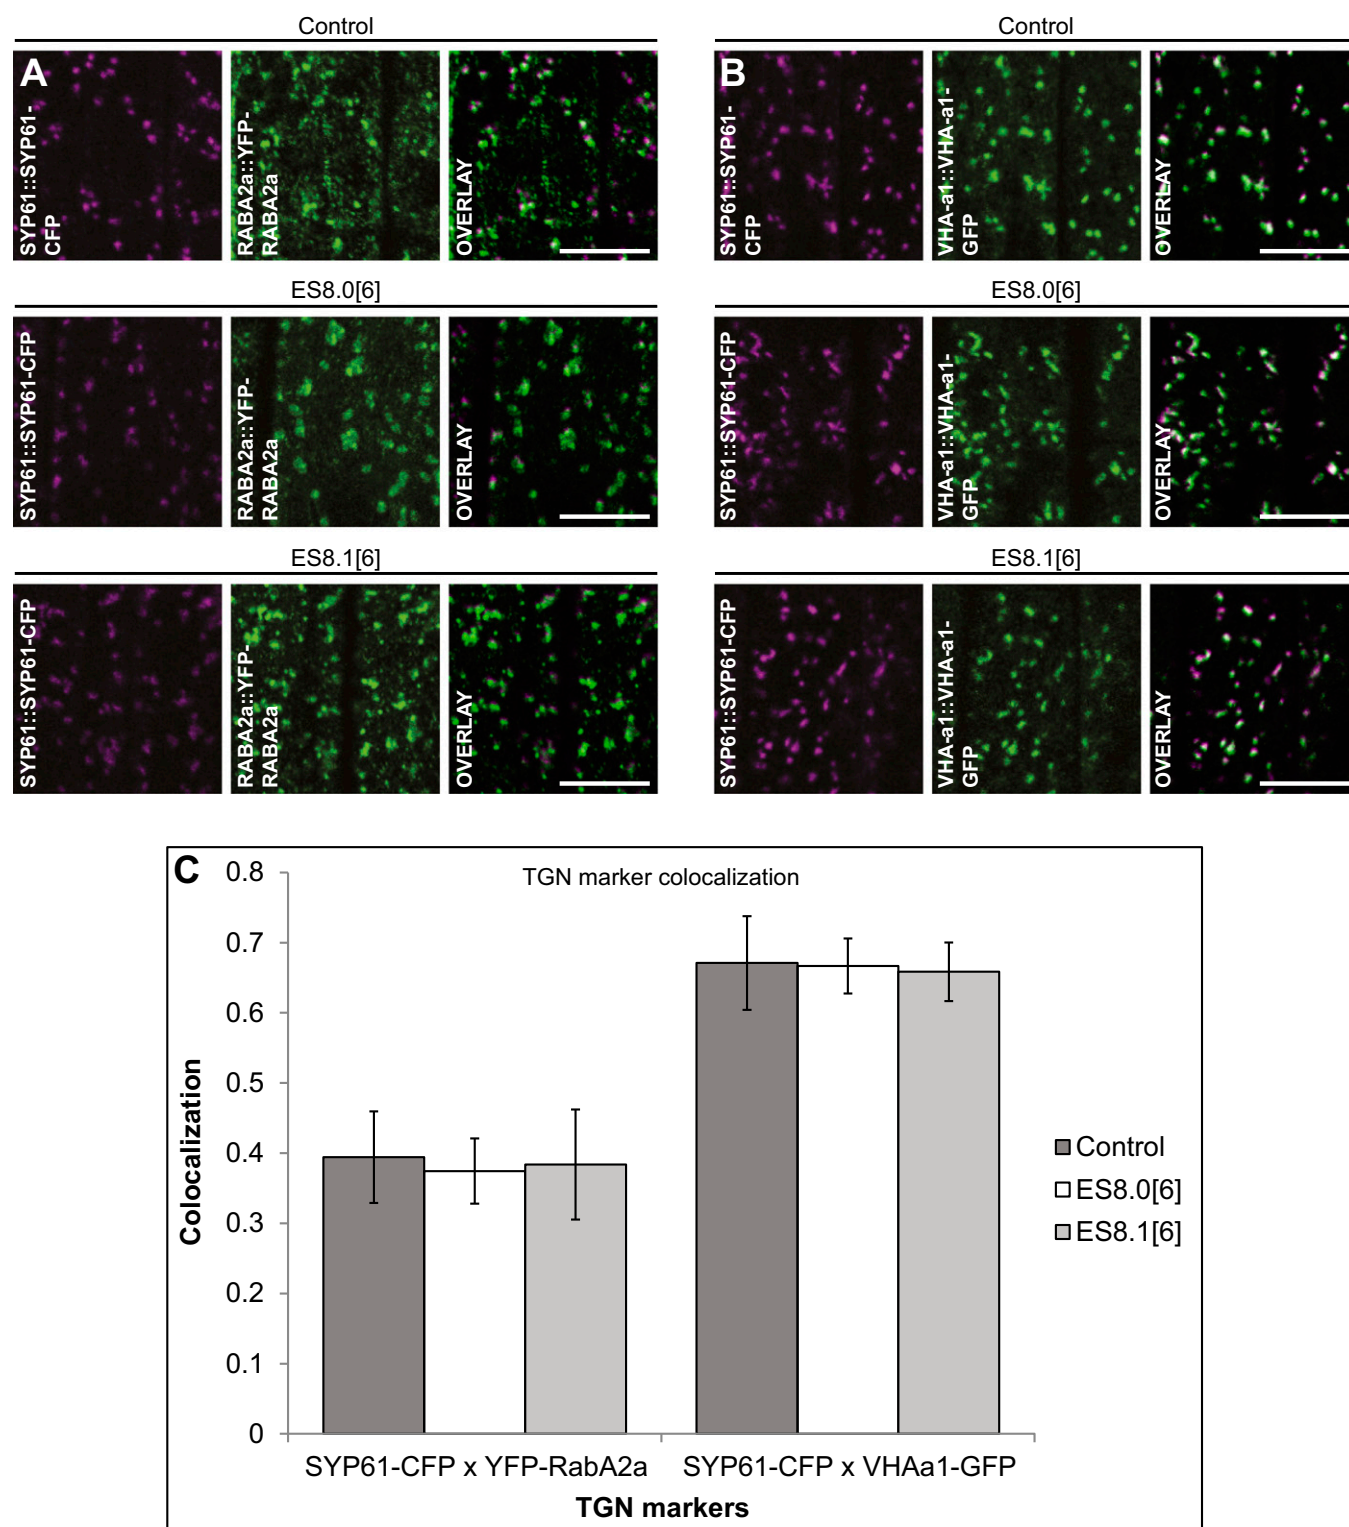 Control
A
SYP61::SYP61-
CFP
RABA2a::YFP-
RABA2a
OVERLAY
ES8.0[6]
SYP61::SYP61-CFP
RABA2a::YFP-
RABA2a
OVERLAY
ES8.1[6]
SYP61::SYP61-CFP
RABA2a::YFP-
RABA2a
OVERLAY
Control
B
SYP61::SYP61-
CFP
VHA-a1::VHA-a1-
GFP
OVERLAY
ES8.0[6]
SYP61::SYP61-CFP
VHA-a1::VHA-a1-
GFP
OVERLAY
ES8.1[6]
SYP61::SYP61-CFP
VHA-a1::VHA-a1-
GFP
OVERLAY
C
TGN marker colocalization
Colocalization
0.8
0.7
0.6
0.5
0.4
0.3
0.2
0.1
0
SYP61-CFP x YFP-RabA2a
SYP61-CFP x VHAa1-GFP
TGN markers
Control
ES8.0[6]
ES8.1[6]